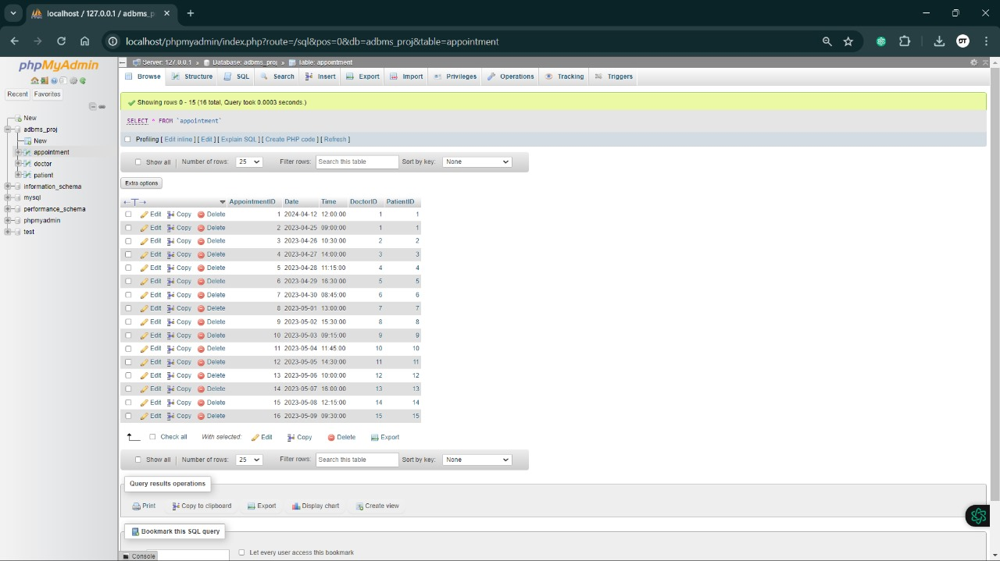 localhost / 127.0.0.1 / adbms_p
localhost/phpmyadmin/index.php?route=/sql&pos=0&db=adbms_proj&table=appointment
phpMyAdmin
Recent Favorites
New
adbms_proj
New
appointment
doctor
patient
information_schema
mysql
performance_schema
phpmyadmin
test
Server: 127.0.0.1 » Database: adbms_proj » Table: appointment
Browse Structure SQL Search Insert Export Import Privileges Operations Tracking Triggers
Showing rows 0 - 15 (16 total, Query took 0.0003 seconds.)
SELECT * FROM `appointment`
Profiling [ Edit inline ] [ Edit ] [ Explain SQL ] [ Create PHP code ] [ Refresh ]
Show all Number of rows: 25 Filter rows: Search this table Sort by key: None
Extra options
←T→ AppointmentID Date Time DoctorID PatientID
Edit Copy Delete 1 2024-04-12 12:00:00 1 1
Edit Copy Delete 2 2023-04-25 09:00:00 1 1
Edit Copy Delete 3 2023-04-26 10:30:00 2 2
Edit Copy Delete 4 2023-04-27 14:00:00 3 3
Edit Copy Delete 5 2023-04-28 11:15:00 4 4
Edit Copy Delete 6 2023-04-29 16:30:00 5 5
Edit Copy Delete 7 2023-04-30 08:45:00 6 6
Edit Copy Delete 8 2023-05-01 13:00:00 7 7
Edit Copy Delete 9 2023-05-02 15:30:00 8 8
Edit Copy Delete 10 2023-05-03 09:15:00 9 9
Edit Copy Delete 11 2023-05-04 11:45:00 10 10
Edit Copy Delete 12 2023-05-05 14:30:00 11 11
Edit Copy Delete 13 2023-05-06 10:00:00 12 12
Edit Copy Delete 14 2023-05-07 16:00:00 13 13
Edit Copy Delete 15 2023-05-08 12:15:00 14 14
Edit Copy Delete 16 2023-05-09 09:30:00 15 15
Check all With selected: Edit Copy Delete Export
Show all Number of rows: 25 Filter rows: Search this table Sort by key: None
Query results operations
Print Copy to clipboard Export Display chart Create view
Bookmark this SQL query
Let every user access this bookmark
Console